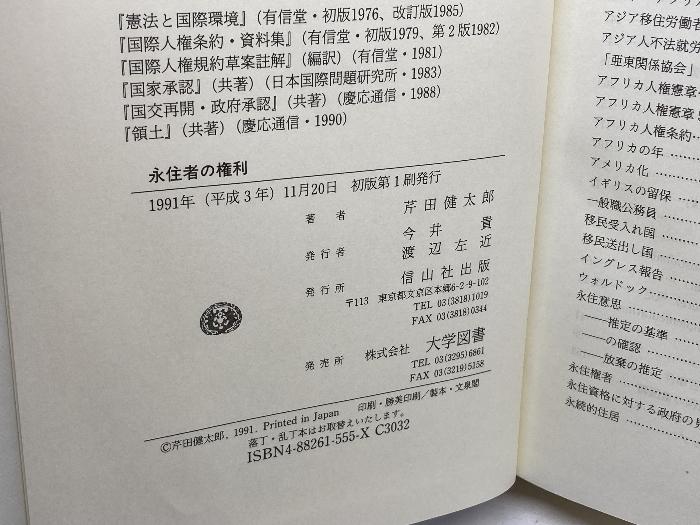 『憲法と国際環境』(有信堂・初版1976、改訂版1985)
『国際人権条約・資料集』(有信堂・初版1979、第2版1982)
『国際人権規約草案註解』(編訳)(有信堂・1981)
『国家承認』(共著)(日本国際問題研究所・1983)
『国交再開・政府承認』(共著)(慶応通信・1988)
『領土』(共著)(慶応通信・1990)
永住者の権利
1991年(平成3年)11月20日 初版第1刷発行
著者 芹田健太郎
発行者 今井貴
渡辺左近
発行所 信山社出版
〒113 東京都文京区本郷6-2-9-102
TEL 03(3818)1019
FAX 03(3818)0344
発売所 株式会社 大学図書
TEL 03(3295)6861
FAX 03(3219)5158
©芹田健太郎, 1991. Printed in Japan 印刷・勝美印刷/製本・文泉閣
落丁・乱丁本はお取替えいたします。
ISBN4-88261-555-X C3032
アジア移住労働者
アジア人不法就労
「亜東関係協会」
アフリカ人権憲章
アフリカ人権憲章
アフリカ人権条約…
アフリカの年……
アメリカ化………
イギリスの留保
一般職公務員
移民受入れ国……
移民送出し国……
イングレス報告……
ウォルドック……
永住意思
——推定の基準……
——の確認………
——放棄の推定……
永住権者…………
永住資格に対する政府の見
永続的住居…………